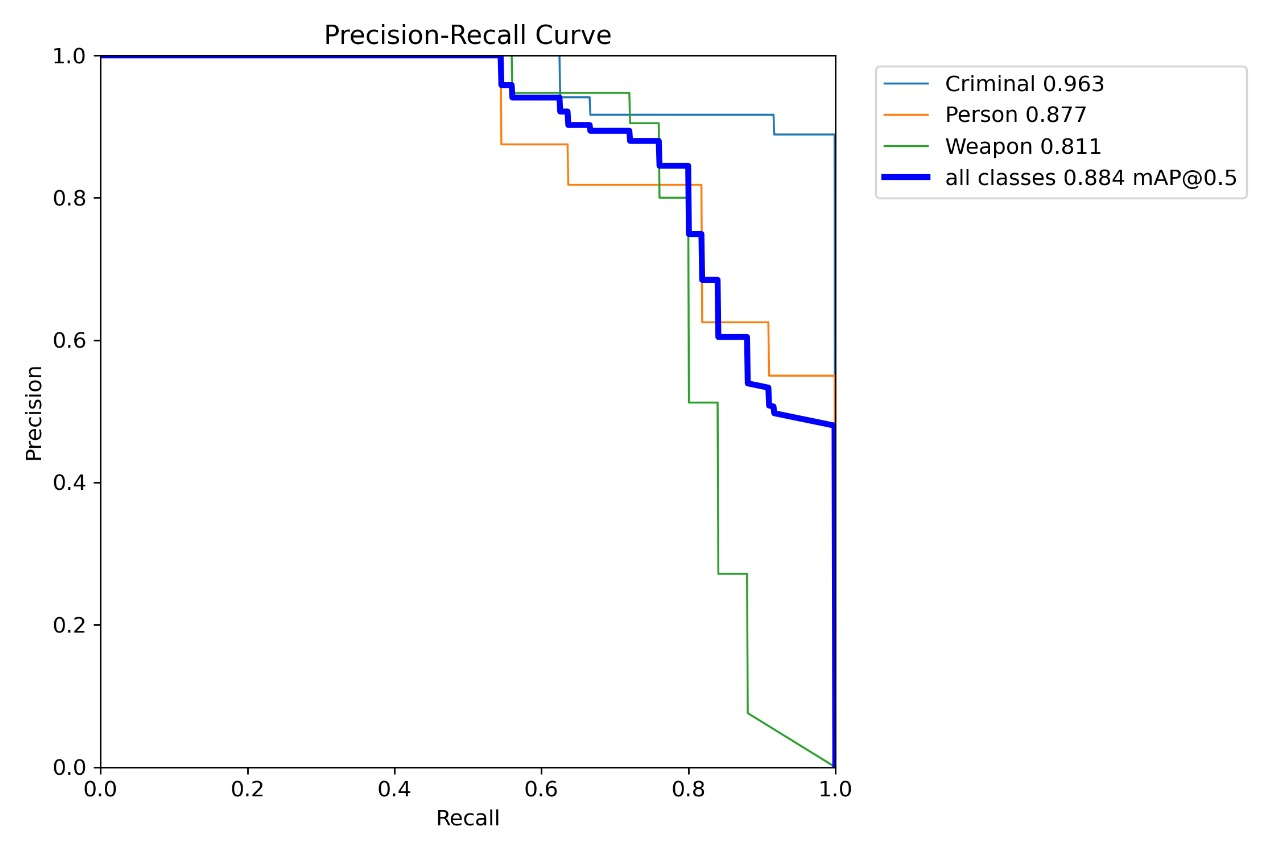 Precision-Recall Curve
1.0
0.8
0.6
0.4
0.2
0.0
Precision
0.0 0.2 0.4 0.6 0.8 1.0
Recall
Criminal 0.963
Person 0.877
Weapon 0.811
all classes 0.884 mAP@0.5